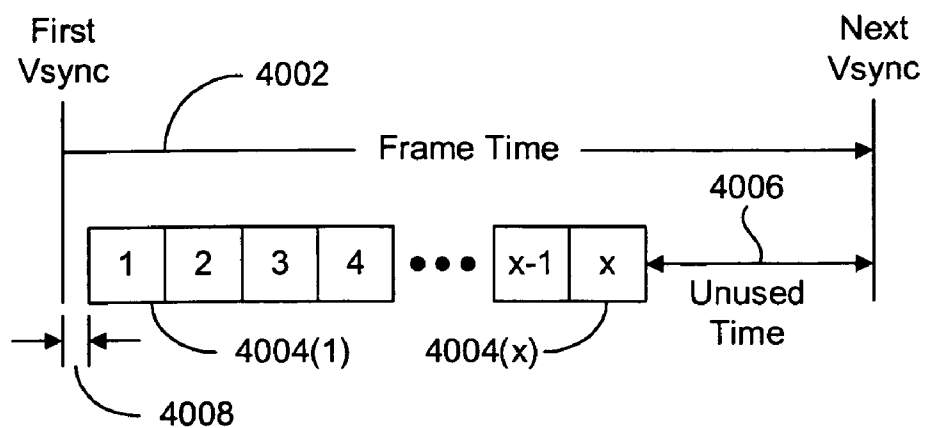 First
Vsync
Next
Vsync
4002
Frame Time
4006
1 2 3 4 ••• x-1 x
Unused
Time
4004(1)
4004(x)
4008